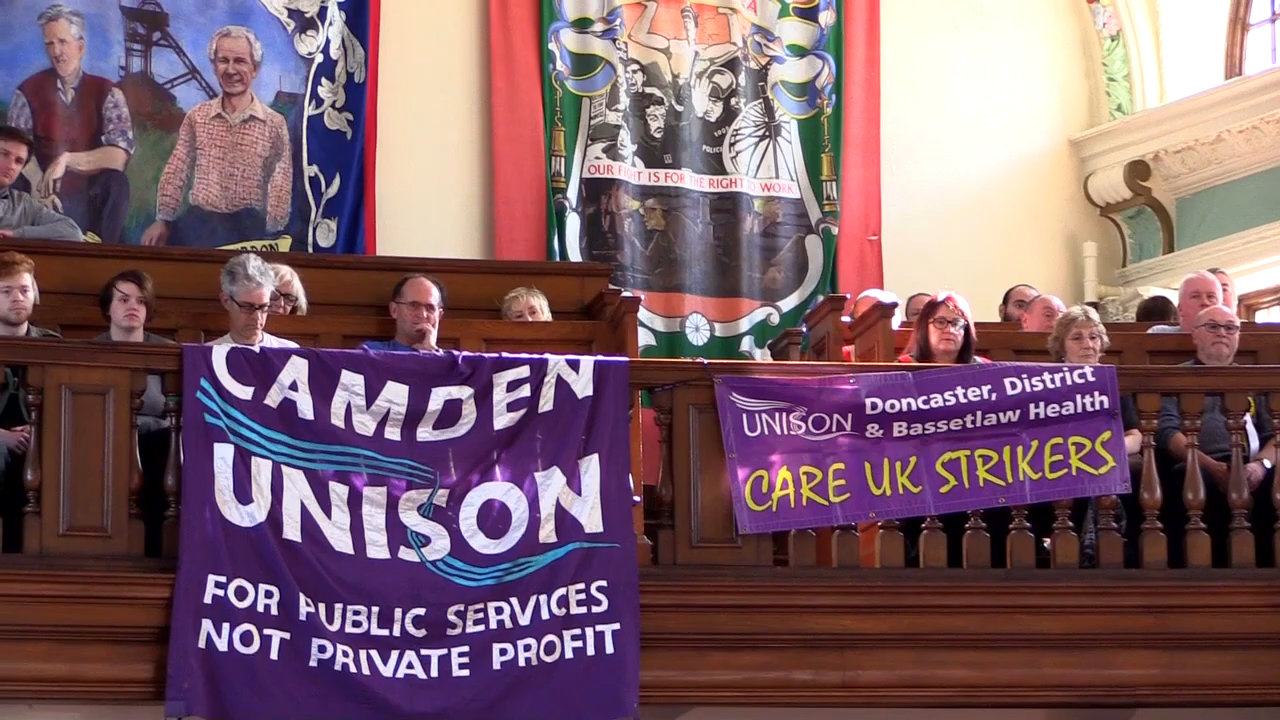 OUR FIGHT IS FOR THE RIGHT TO WORK
POLICE
CAMDEN
UNISON
FOR PUBLIC SERVICES
NOT PRIVATE PROFIT
UNISON
Doncaster, District
& Bassetlaw Health
CARE UK STRIKERS